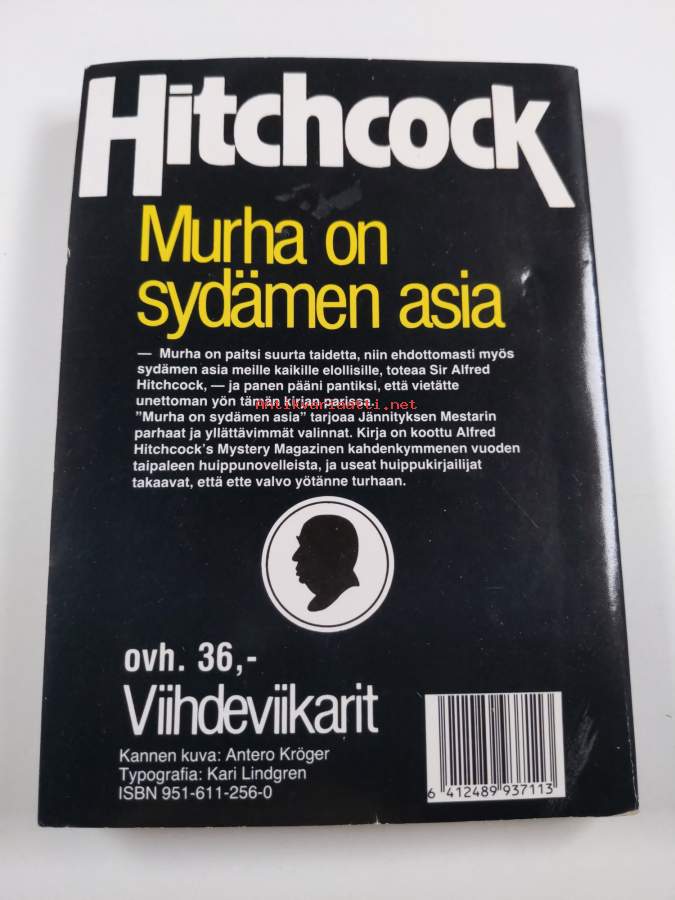 Hitchcock
Murha on
sydämen asia
— Murha on paitsi suurta taidetta, niin ehdottomasti myös
sydämen asia meille kaikille elollisille, toteaa Sir Alfred
Hitchcock, — ja panen pääni pantiksi, että vietätte
unettoman yön tämän kirjan parissa.
Antikvariaatti.net
”Murha on sydämen asia” tarjoaa Jännityksen Mestarin
parhaat ja yllättävimmät valinnat. Kirja on koottu Alfred
Hitchcock's Mystery Magazinen kahdenkymmenen vuoden
taipaleen huippunovelleista, ja useat huippukirjailijat
takaavat, että ette valvo yötänne turhaan.
ovh. 36,-
Viihdeviikarit
Kannen kuva: Antero Kröger
Typografia: Kari Lindgren
ISBN 951-611-256-0
6 412489 937113